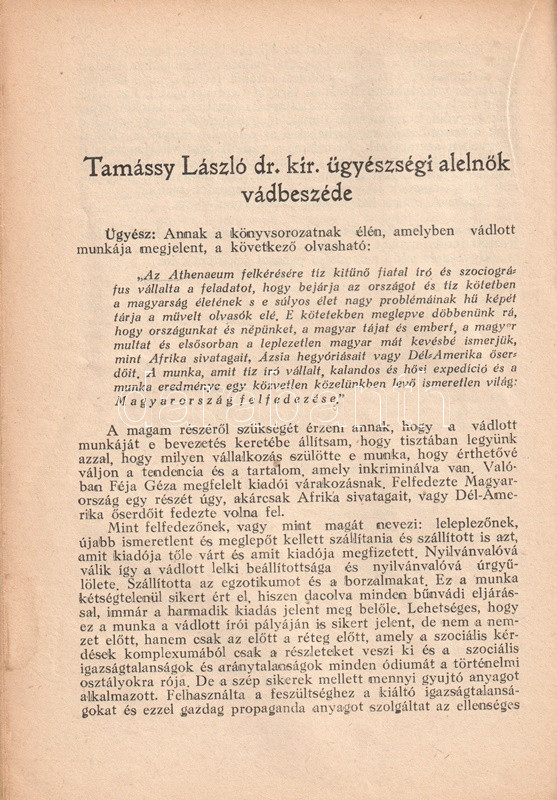 Tamássy László dr. kir. ügyészségi alelnök
vádbeszéde
Ügyész: Annak a könyvsorozatnak élén, amelyben vádlott
munkája megjelent, a következő olvasható:
„Az Athenaeum felkérésére tíz kitünő fiatal író és szociográ-
fus vállalta a feladatot, hogy bejárja az országot és tíz kötetben
a magyarság életének s e súlyos élet nagy problémáinak hű képét
tárja a művelt olvasók elé. E kötetekben meglepve döbbenünk rá,
hogy országunkat és népünket, a magyar tájat és embert, a magyar
multat és elsősorban a leplezetlen magyar mát kevésbé ismerjük,
mint Afrika sivatagait, Ázsia hegyóriásait vagy Dél-Amerika őser-
dőit. A munka, amit tíz író vállalt, kalandos és hősi expedíció és a
munka eredménye egy közvetlen közelünkben levő ismeretlen világ:
Magyarország felfedezése."
A magam részéről szükségét érzem annak, hogy a vádlott
munkáját e bevezetés keretébe állítsam, hogy tisztában legyünk
azzal, hogy milyen vállalkozás szülötte e munka, hogy érthetővé
váljon a tendencia és a tartalom, amely inkriminálva van. Való-
ban Féja Géza megfelelt kiadói várakozásnak. Felfedezte Magyar-
ország egy részét úgy, akárcsak Afrika sivatagait, vagy Dél-Ame-
rika őserdőit fedezte volna fel.
Mint felfedezőnek, vagy mint magát nevezi: leleplezőnek,
újabb ismeretlent és meglepőt kellett szállítania és szállított is azt,
amit kiadója tőle várt és amit kiadója megfizetett. Nyilvánvalóvá
válik így a vádlott lelki beállítottsága és nyilvánvalóvá úrgyű-
lölete. Szállította az egzotikumot és a borzalmakat. Ez a munka
kétségtelenül sikert ért el, hiszen dacolva minden bűnvádi eljárás-
sal, immár a harmadik kiadás jelent meg belőle. Lehetséges, hogy
ez a munka a vádlott írói pályáján is sikert jelent, de nem a nem-
zet előtt, hanem csak az előtt a réteg előtt, amely a szociális kér-
dések komplexumából csak a részleteket veszi ki és a szociális
igazságtalanságok és aránytalanságok minden ódiumát a történelmi
osztályokra rója. De a szép sikerek mellett mennyi gyujtó anyagot
alkalmazott. Felhasználta a feszültséghez a kiáltó igazságtalansá-
gokat és ezzel gazdag propaganda anyagot szolgáltat az ellenséges
darabanth